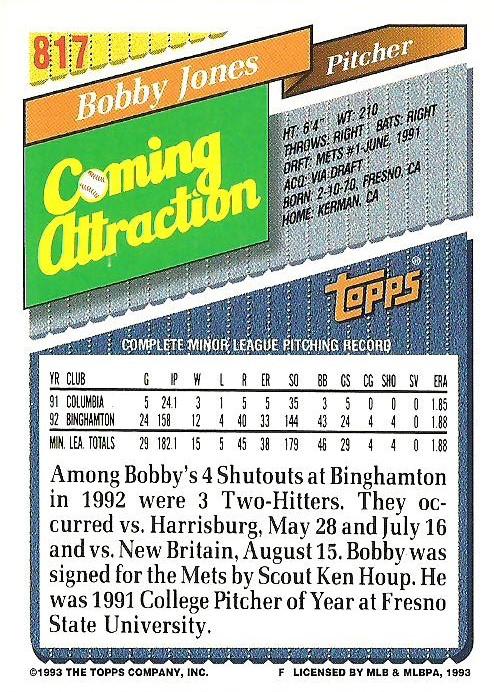 817
Bobby Jones
Pitcher
Coming
Attraction
HT: 6'4" WT: 210
THROWS: RIGHT BATS: RIGHT
DRFT: METS #1-JUNE, 1991
ACQ: VIA DRAFT
BORN: 2-10-70, FRESNO, CA
HOME: KERMAN, CA
TOPPS®
COMPLETE MINOR LEAGUE PITCHING RECORD
YR CLUB G IP W L R ER SO BB GS CG SHO SV ERA
91 COLUMBIA 5 24.1 3 1 5 5 35 3 5 0 0 0 1.85
92 BINGHAMTON 24 158 12 4 40 33 144 43 24 4 4 0 1.88
MIN. LEA. TOTALS 29 182.1 15 5 45 38 179 46 29 4 4 0 1.88
Among Bobby's 4 Shutouts at Binghamton
in 1992 were 3 Two-Hitters. They oc-
curred vs. Harrisburg, May 28 and July 16
and vs. New Britain, August 15. Bobby was
signed for the Mets by Scout Ken Houp. He
was 1991 College Pitcher of Year at Fresno
State University.
©1993 THE TOPPS COMPANY, INC. F LICENSED BY MLB & MLBPA, 1993